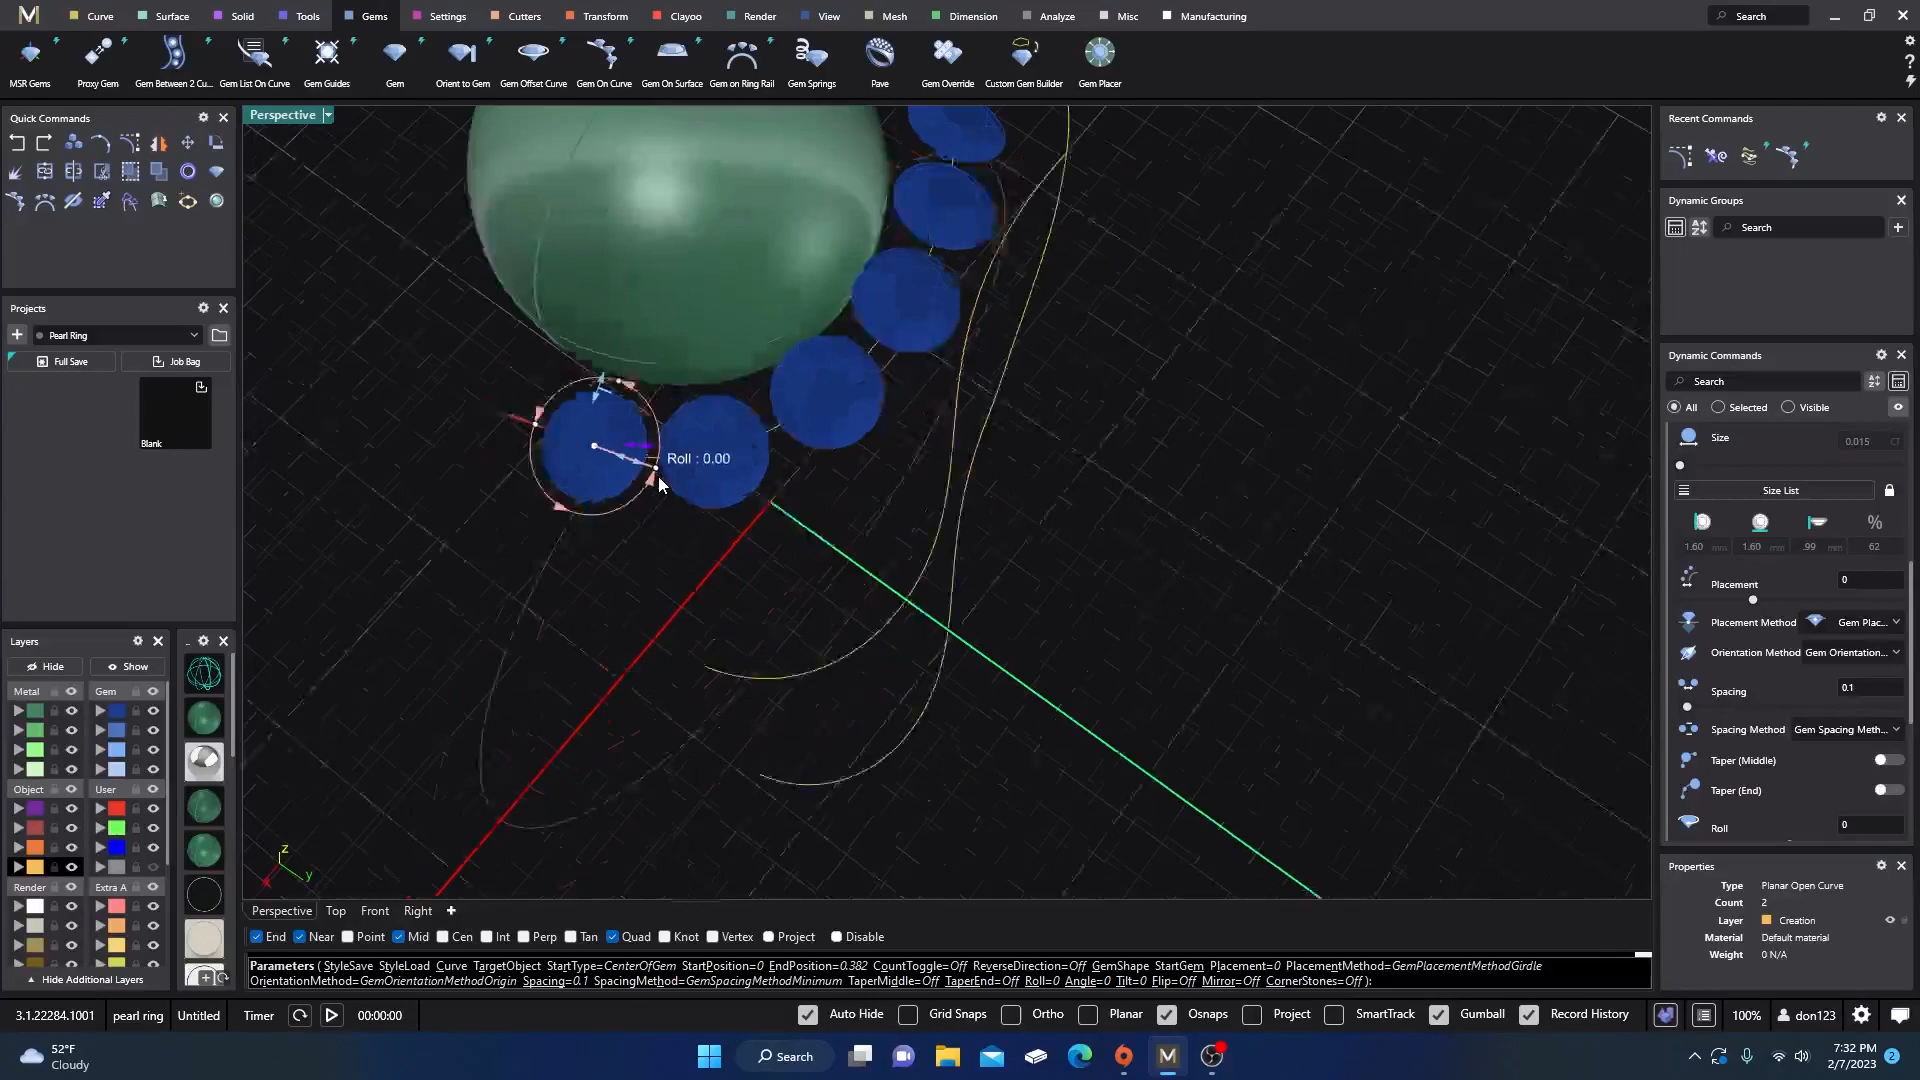 Curve Surface Solid Tools Gems Settings Cutters Transform Clayoo Render View Mesh Dimension Analyze Misc Manufacturing Search
MSR Gems Proxy Gem Gem Between 2 Cu... Gem List On Curve Gem Guides Gem Orient to Gem Gem Offset Curve Gem On Curve Gem On Surface Gem on Ring Rail Gem Springs Pave Gem Override Custom Gem Builder Gem Placer
Quick Commands
Projects
Pearl Ring
Full Save Job Bag
Blank
Layers
Hide Show
Metal Gem
Object User
Render Extra A
Hide Additional Layers
Perspective
Roll : 0.00
z
y
x
Perspective Top Front Right
End Near Point Mid Cen Int Perp Tan Quad Knot Vertex Project Disable
Parameters ( StyleSave StyleLoad Curve TargetObject StartType=CenterOfGem StartPosition=0 EndPosition=0.382 CountToggle=Off ReverseDirection=Off GemShape StartGem Placement=0 PlacementMethod=GemPlacementMethodGirdle
OrientationMethod=GemOrientationMethodOrigin Spacing=0.1 SpacingMethod=GemSpacingMethodMinimum TaperMiddle=Off TaperEnd=Off Roll=0 Angle=0 Tilt=0 Flip=Off Mirror=Off CornerStones=Off ):
Recent Commands
Dynamic Groups
Search
Dynamic Commands
Search
All Selected Visible
Size 0.015 CT
Size List
%
1.60 mm 1.60 mm .99 mm 62
Placement 0
Placement Method Gem Plac...
Orientation Method Gem Orientation...
Spacing 0.1
Spacing Method Gem Spacing Meth...
Taper (Middle)
Taper (End)
Roll 0
Properties
Type Planar Open Curve
Count 2
Layer Creation
Material Default material
Weight 0 N/A
3.1.22284.1001 pearl ring Untitled Timer 00:00:00 Auto Hide Grid Snaps Ortho Planar Osnaps Project SmartTrack Gumball Record History 100% don123
52°F
Cloudy
Search
7:32 PM
2/7/2023
2